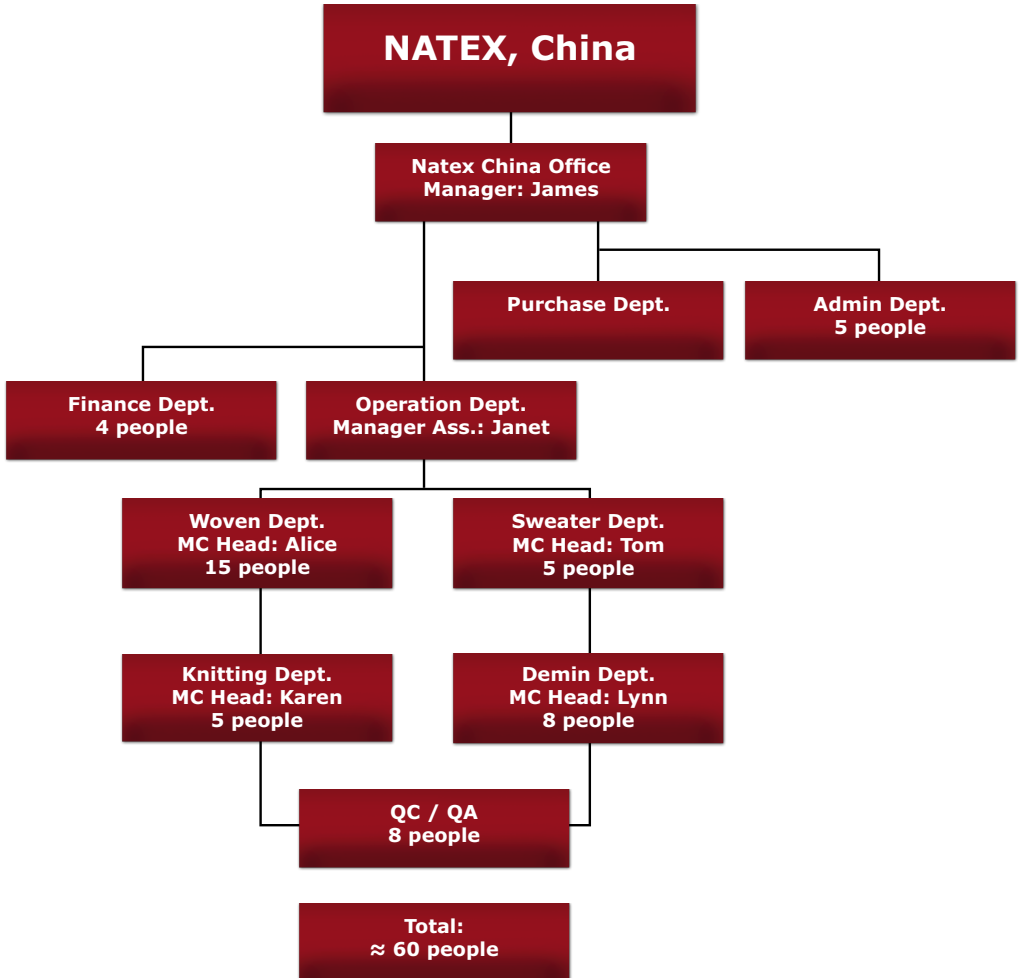 NATEX, China
Natex China Office
Manager: James
Purchase Dept.
Admin Dept.
5 people
Finance Dept.
4 people
Operation Dept.
Manager Ass.: Janet
Woven Dept.
MC Head: Alice
15 people
Sweater Dept.
MC Head: Tom
5 people
Knitting Dept.
MC Head: Karen
5 people
Demin Dept.
MC Head: Lynn
8 people
QC / QA
8 people
Total:
≈ 60 people